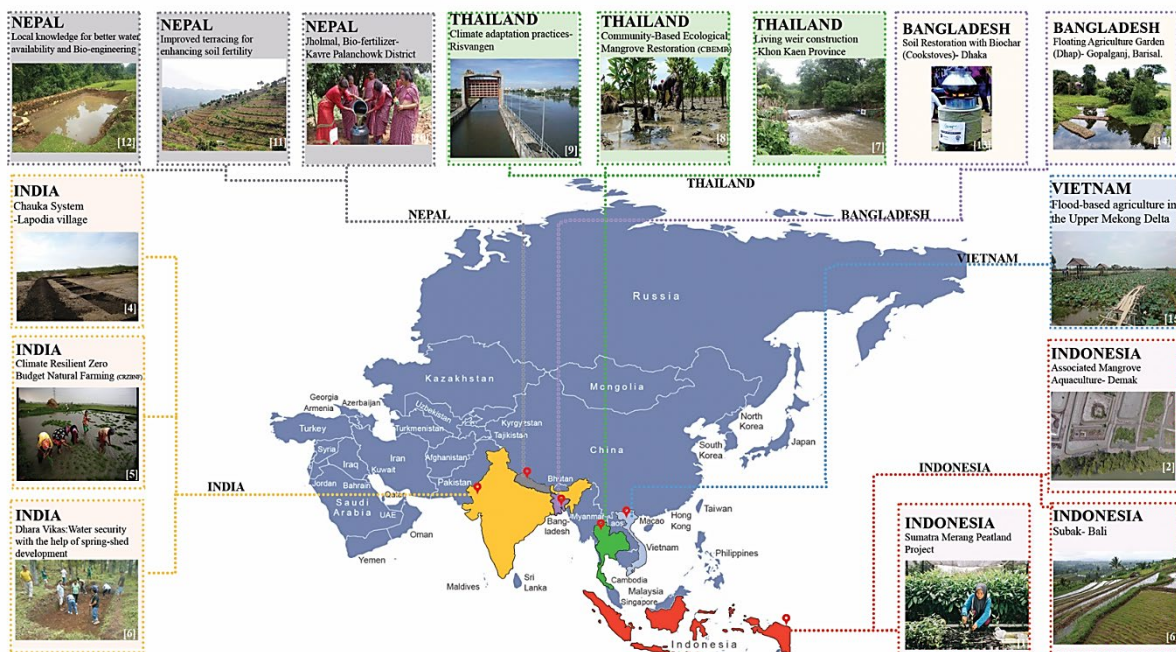 NEPAL
Local knowledge for better water
availability and Bio-engineering
[12]
NEPAL
Improved terracing for
enhancing soil fertility
[11]
NEPAL
Jholmal, Bio-fertilizer-
Kavre Palanchowk District
THAILAND
Climate adaptation practices-
Risvangen
[9]
THAILAND
Community-Based Ecological
Mangrove Restoration (CBEMR)
[8]
THAILAND
Living weir construction
-Khon Kaen Province
[7]
BANGLADESH
Soil Restoration with Biochar
(Cookstoves)- Dhaka
[13]
BANGLADESH
Floating Agriculture Garden
(Dhap)- Gopalganj, Barisal.
[14]
INDIA
Chauka System
-Lapodia village
[4]
INDIA
Climate Resilient Zero
Budget Natural Farming (CRZBNF)
[5]
INDIA
Dhara Vikas:Water security
with the help of spring-shed
development
[6]
NEPAL
THAILAND
BANGLADESH
VIETNAM
INDIA
INDONESIA
VIETNAM
Flood-based agriculture in
the Upper Mekong Delta
INDONESIA
Associated Mangrove
Aquaculture- Demak
[2]
INDONESIA
Sumatra Merang Peatland
Project
INDONESIA
Subak- Bali
[6]
Russia
Kazakhstan
Mongolia
Georgia
Armenia
Azerbaijan
Turkey
Uzbekistan
Turkmenistan
Kyrgyzstan
Tajikistan
North
Korea
South
Korea
Japan
China
Syria
Iraq
Iran
Afghanistan
Jordan
Kuwait
Bahrain
Pakistan
Qatar
Saudi
Arabia
UAE
Oman
Yemen
Bhritan
Bang-
ladesh
Myanmar
Laos
Macao
Hong
Kong
Taiwan
Vietnam
Philippines
Maldives
Sri
Lanka
Cambodia
Malaysia
Singapore
Indonesia